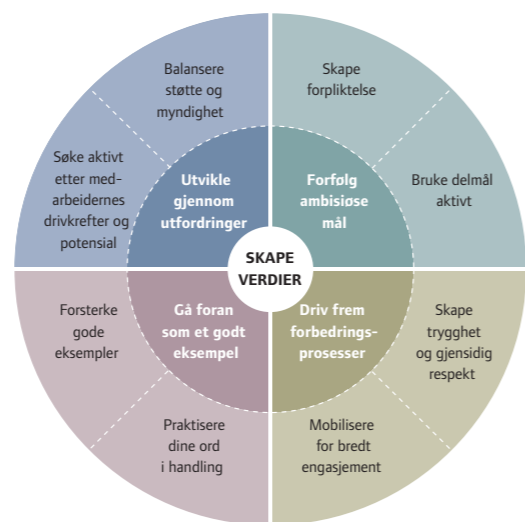 Balansere
støtte og
myndighet
Skape
forpliktelse
Søke aktivt
etter med-
arbeidernes
drivkrefter og
potensial
Utvikle
gjennom
utfordringer
Forfølg
ambisiøse
mål
Bruke delmål
aktivt
SKAPE
VERDIER
Forsterke
gode
eksempler
Gå foran
som et godt
eksempel
Driv frem
forbedrings-
prosesser
Skape
trygghet
og gjensidig
respekt
Praktisere
dine ord
i handling
Mobilisere
for bredt
engasjement